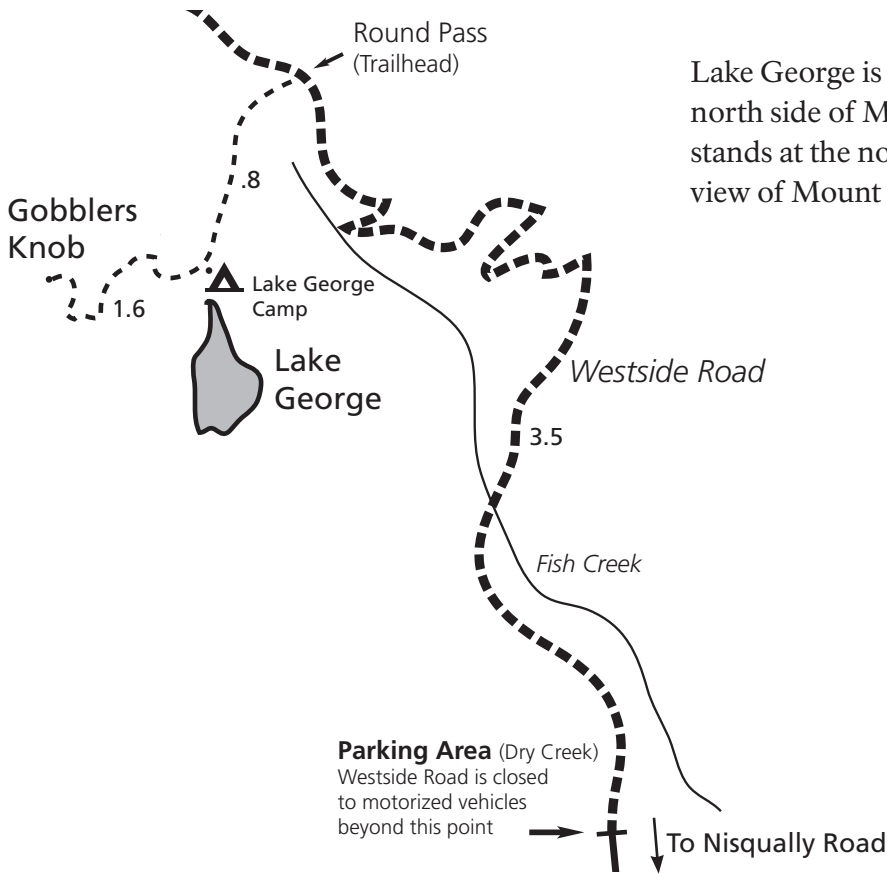 Round Pass
(Trailhead)
Lake George is
north side of M
stands at the no
view of Mount
.8
Gobblers
Knob
1.6
Lake George
Camp
Lake
George
Westside Road
3.5
Fish Creek
Parking Area (Dry Creek)
Westside Road is closed
to motorized vehicles
beyond this point
To Nisqually Road